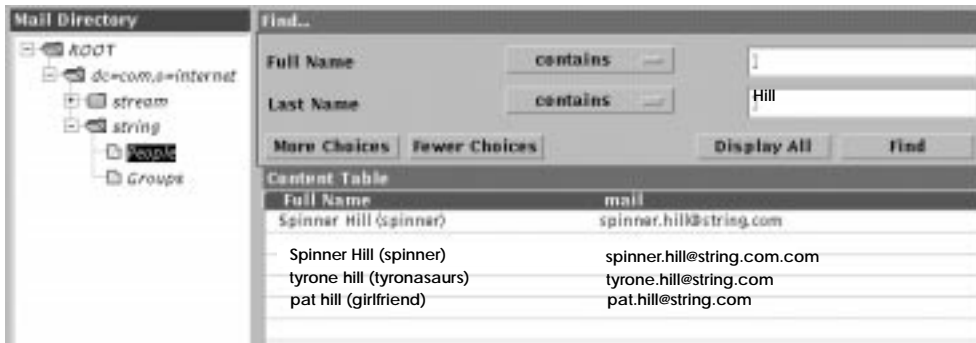 Mail Directory
ROOT
dc=com,o=internet
stream
string
People
Groups
Find...
Full Name contains
Last Name contains Hill
More Choices Fewer Choices Display All Find
Content Table
Full Name mail
Spinner Hill (spinner) spinner.hill@string.com
Spinner Hill (spinner) spinner.hill@string.com.com
tyrone hill (tyronasaurs) tyrone.hill@string.com
pat hill (girlfriend) pat.hill@string.com